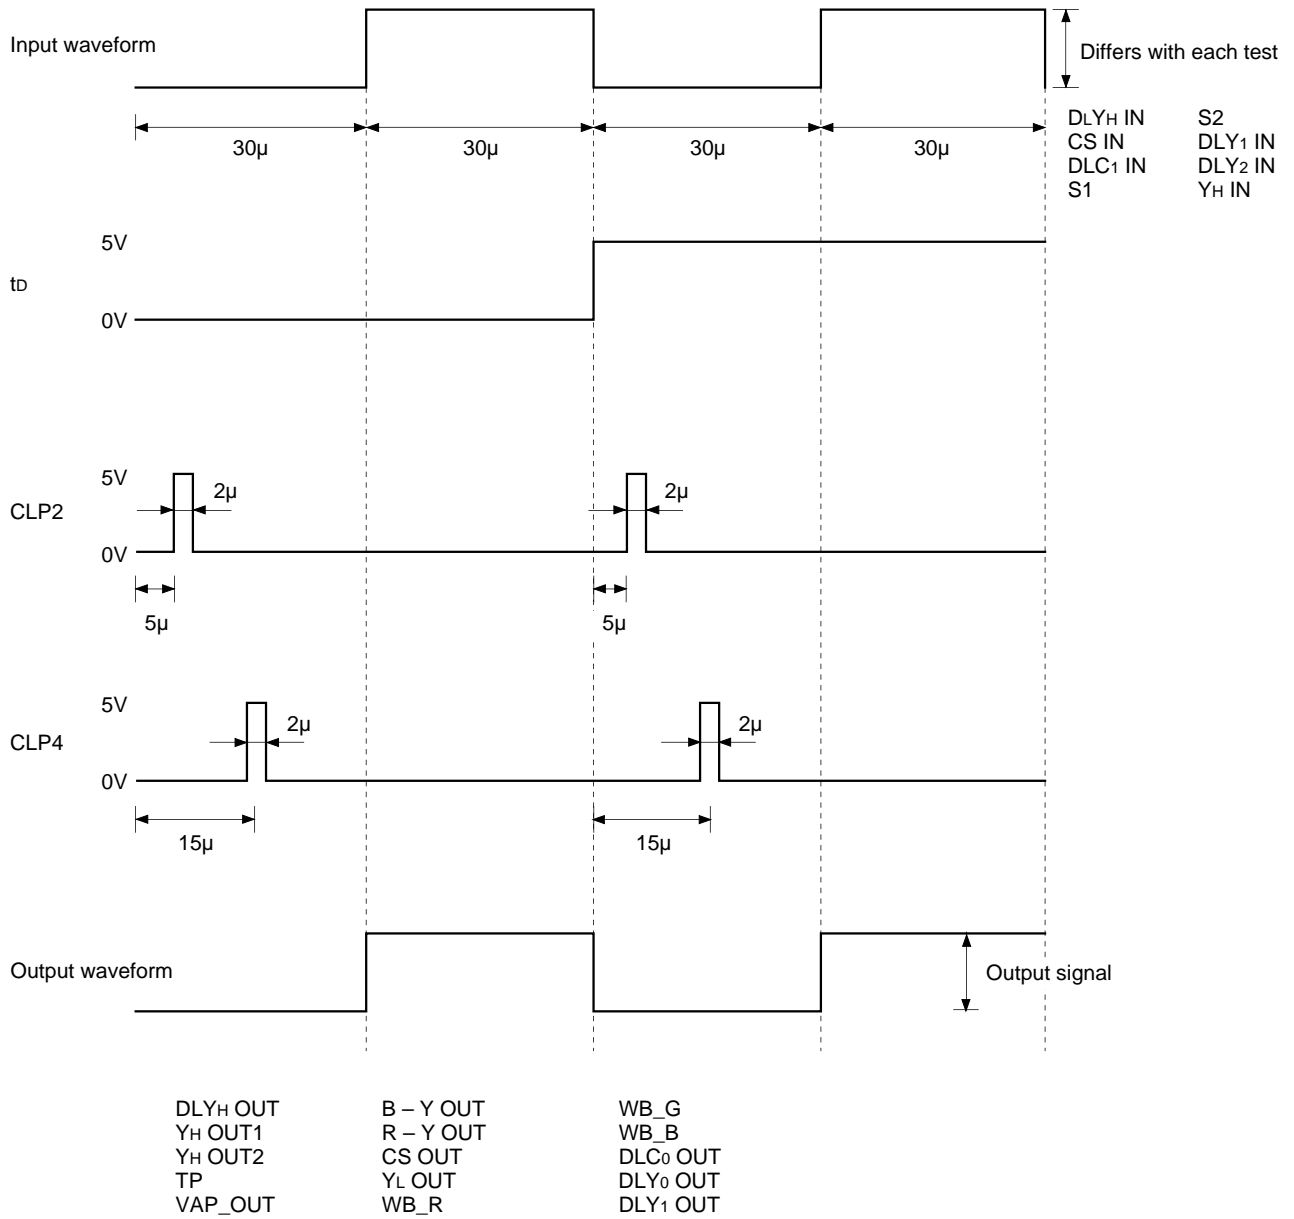 Input waveform
Differs with each test
30µ 30µ 30µ 30µ
DLYH IN S2
CS IN DLY1 IN
DLC1 IN DLY2 IN
S1 YH IN
5V
tD
0V
5V
2µ 2µ
CLP2
0V
5µ 5µ
5V
2µ 2µ
CLP4
0V
15µ 15µ
Output waveform
Output signal
DLYH OUT B – Y OUT WB_G
YH OUT1 R – Y OUT WB_B
YH OUT2 CS OUT DLC0 OUT
TP YL OUT DLY0 OUT
VAP_OUT WB_R DLY1 OUT